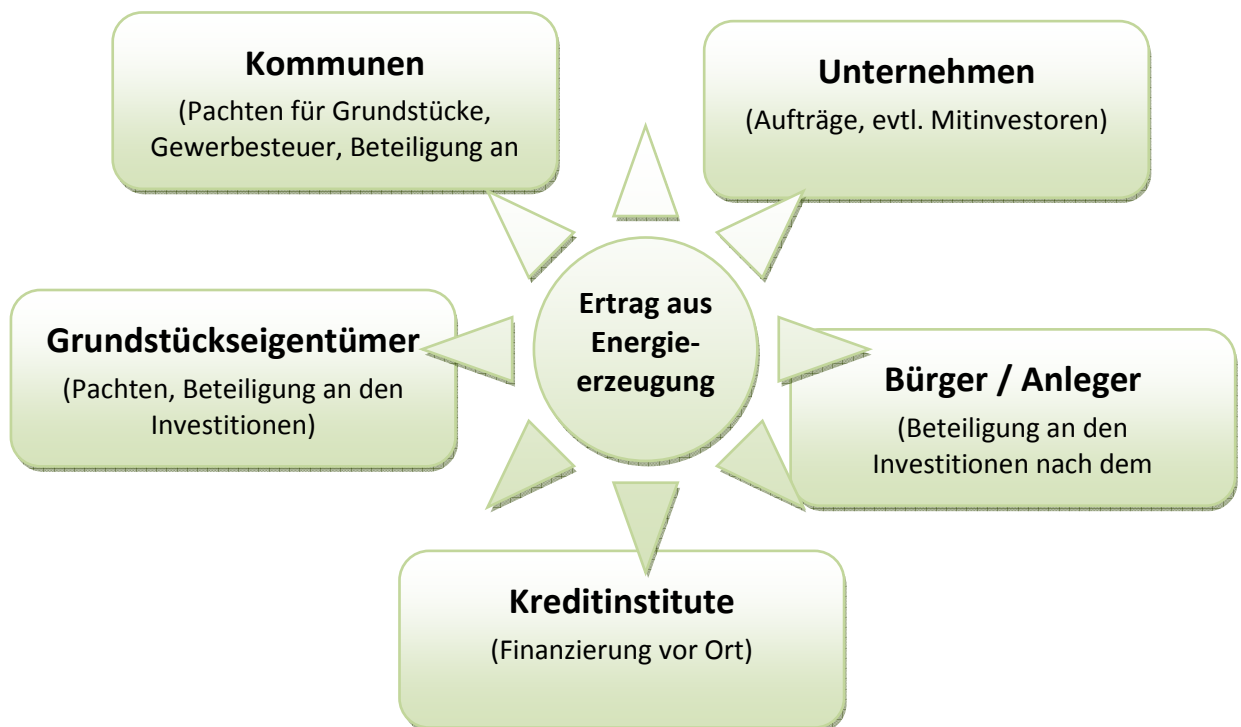 Kommunen
(Pachten für Grundstücke,
Gewerbesteuer, Beteiligung an
Unternehmen
(Aufträge, evtl. Mitinvestoren)
Ertrag aus
Energie-
erzeugung
Grundstückseigentümer
(Pachten, Beteiligung an den
Investitionen)
Bürger / Anleger
(Beteiligung an den
Investitionen nach dem
Kreditinstitute
(Finanzierung vor Ort)